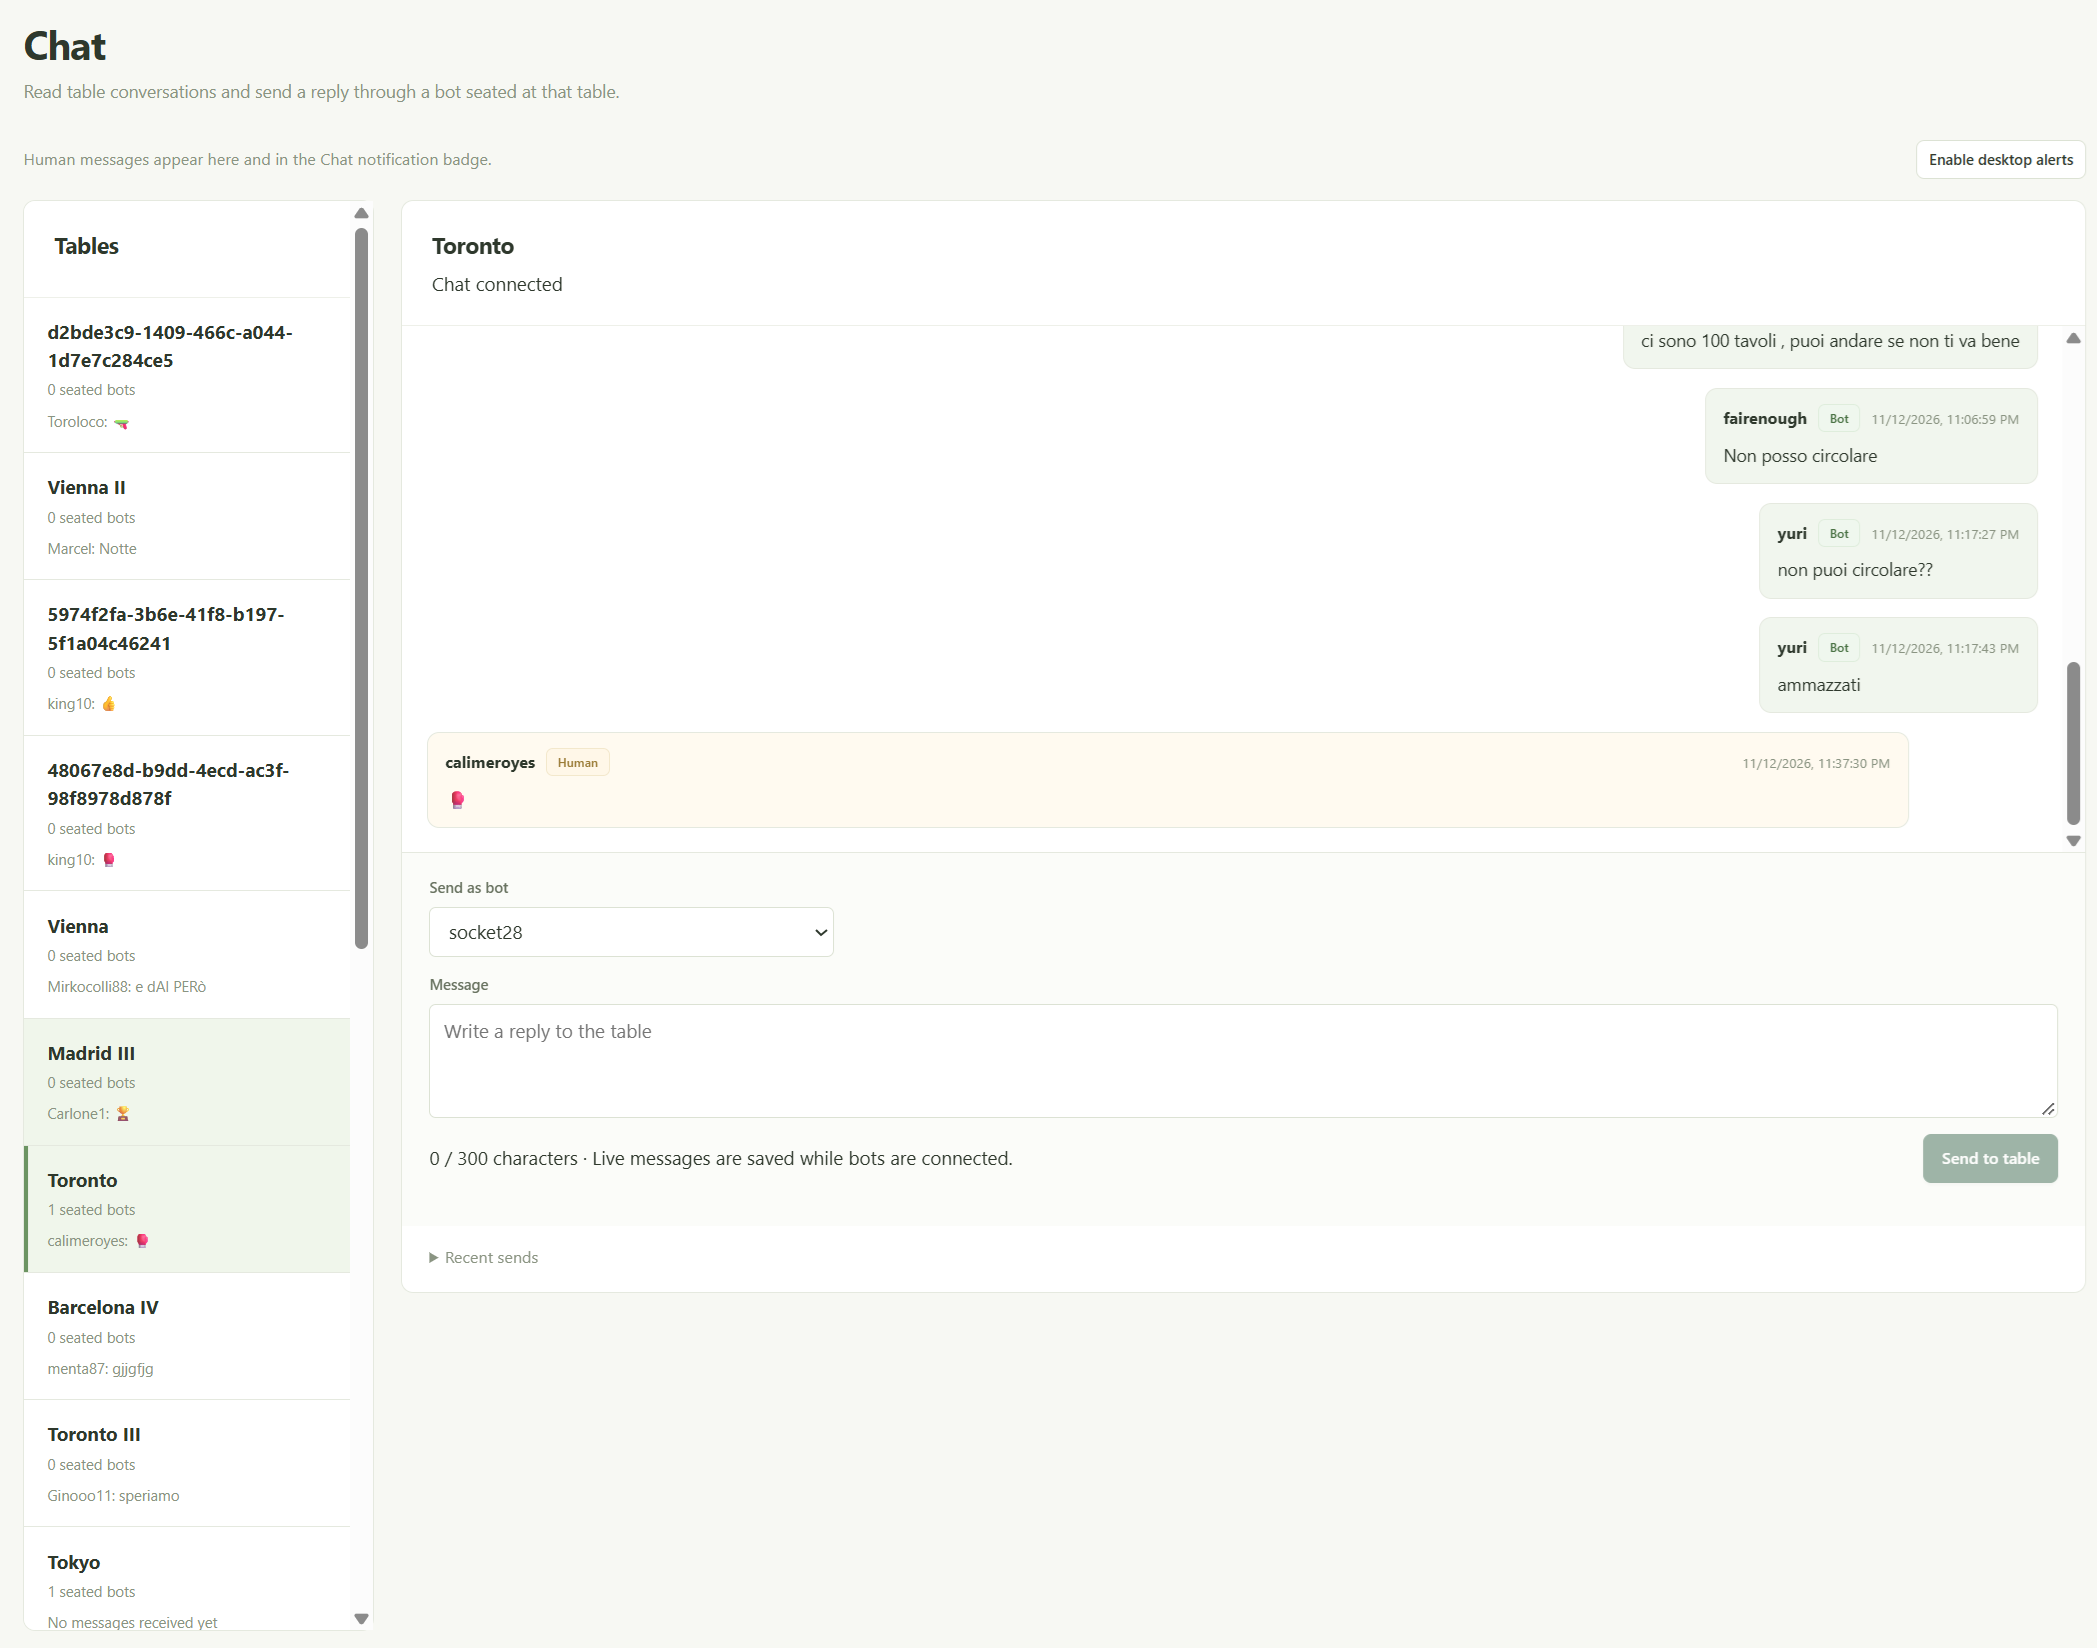 Chat
Read table conversations and send a reply through a bot seated at that table.
Human messages appear here and in the Chat notification badge.
Enable desktop alerts
Tables
d2bde3c9-1409-466c-a044-
1d7e7c284ce5
0 seated bots
Toroloco: 🔫
Vienna II
0 seated bots
Marcel: Notte
5974f2fa-3b6e-41f8-b197-
5f1a04c46241
0 seated bots
king10: 👍
48067e8d-b9dd-4ecd-ac3f-
98f8978d878f
0 seated bots
king10: 🥊
Vienna
0 seated bots
Mirkocolli88: e dAI PERò
Madrid III
0 seated bots
Carlone1: 🏆
Toronto
1 seated bots
calimeroyes: 🥊
Barcelona IV
0 seated bots
menta87: gjjgfjg
Toronto III
0 seated bots
Ginooo11: speriamo
Tokyo
1 seated bots
No messages received yet
Toronto
Chat connected
ci sono 100 tavoli , puoi andare se non ti va bene
fairenough Bot 11/12/2026, 11:06:59 PM
Non posso circolare
yuri Bot 11/12/2026, 11:17:27 PM
non puoi circolare??
yuri Bot 11/12/2026, 11:17:43 PM
ammazzati
calimeroyes Human 11/12/2026, 11:37:30 PM
🥊
Send as bot
socket28
Message
Write a reply to the table
0 / 300 characters · Live messages are saved while bots are connected.
Send to table
Recent sends